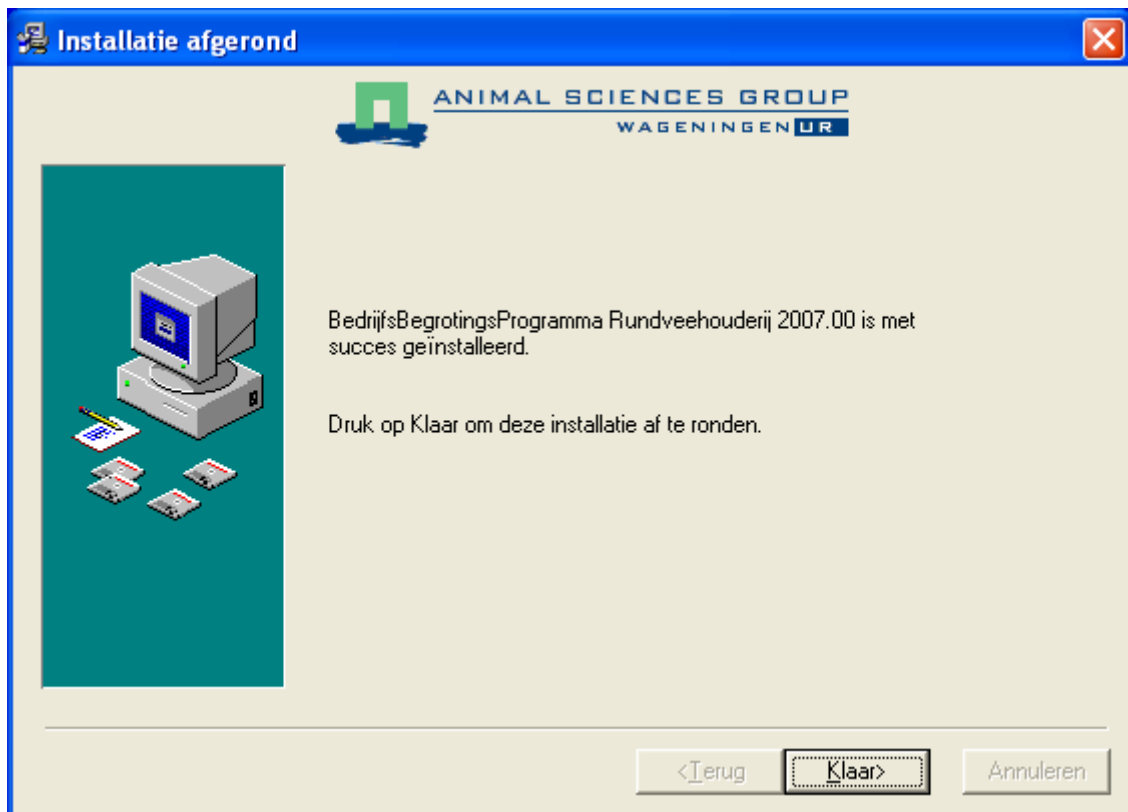 Installatie afgerond
ANIMAL SCIENCES GROUP
WAGENINGEN UR
BedrijfsBegrotingsProgramma Rundveehouderij 2007.00 is met
succes geïnstalleerd.
Druk op Klaar om deze installatie af te ronden.
<Terug
Klaar>
Annuleren